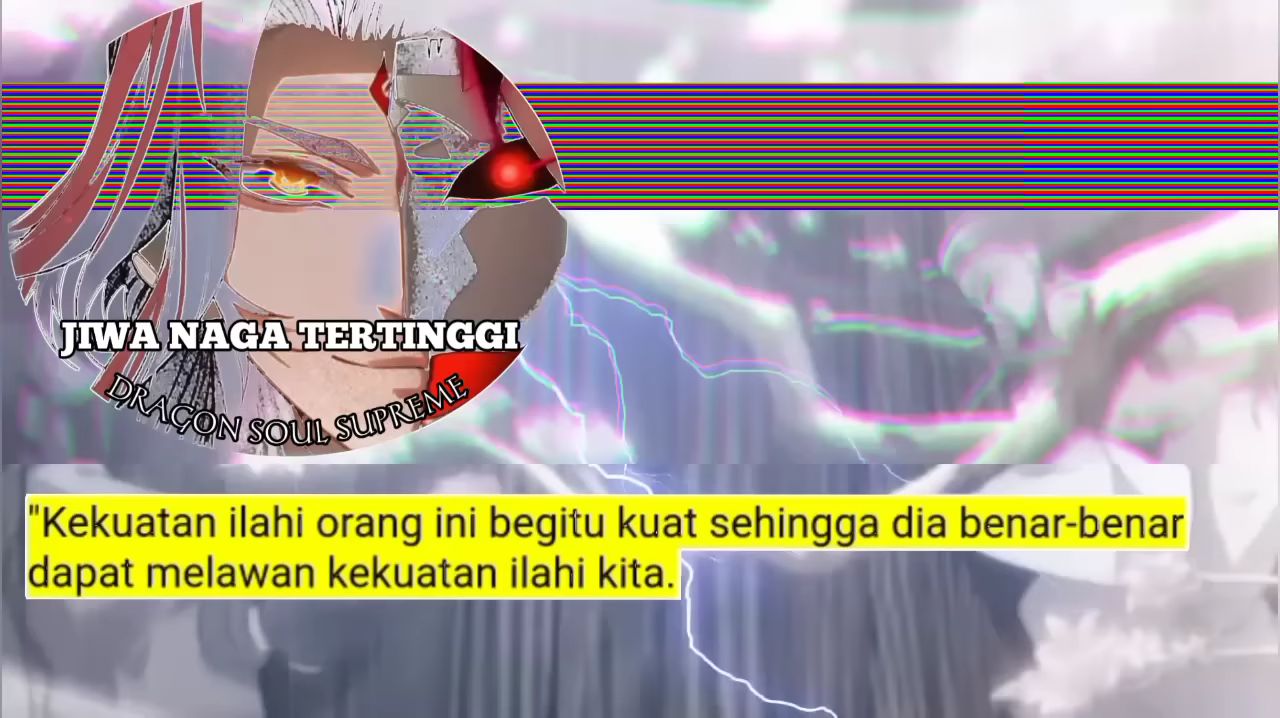 JIWA NAGA TERTINGGI
DRAGON SOUL SUPREME
"Kekuatan ilahi orang ini begitu kuat sehingga dia benar-benar
dapat melawan kekuatan ilahi kita.